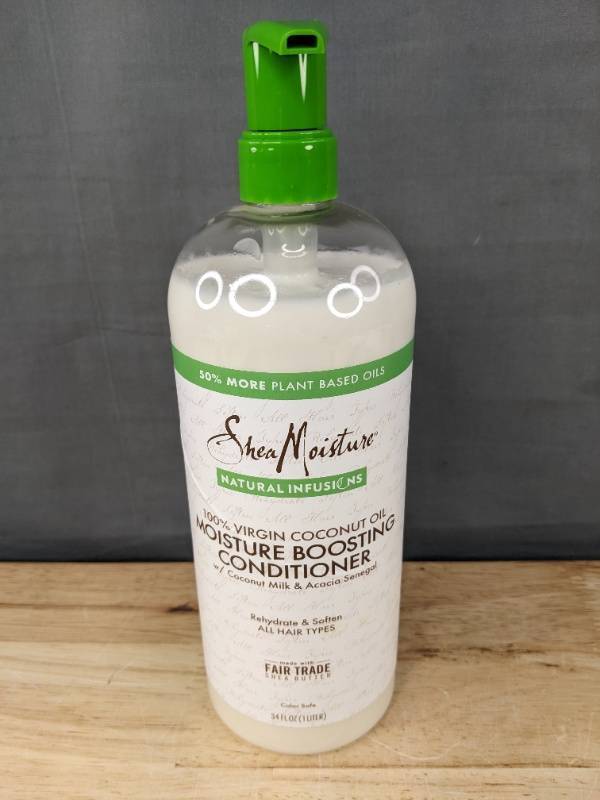 50% MORE PLANT BASED OILS
SheaMoisture
NATURAL INFUSIONS
100% VIRGIN COCONUT OIL
MOISTURE BOOSTING
CONDITIONER
w/ Coconut Milk & Acacia Senegal
Rehydrate & Soften
ALL HAIR TYPES
made with
FAIR TRADE
SHEA BUTTER
Color Safe
34 FL OZ (1 LITER)